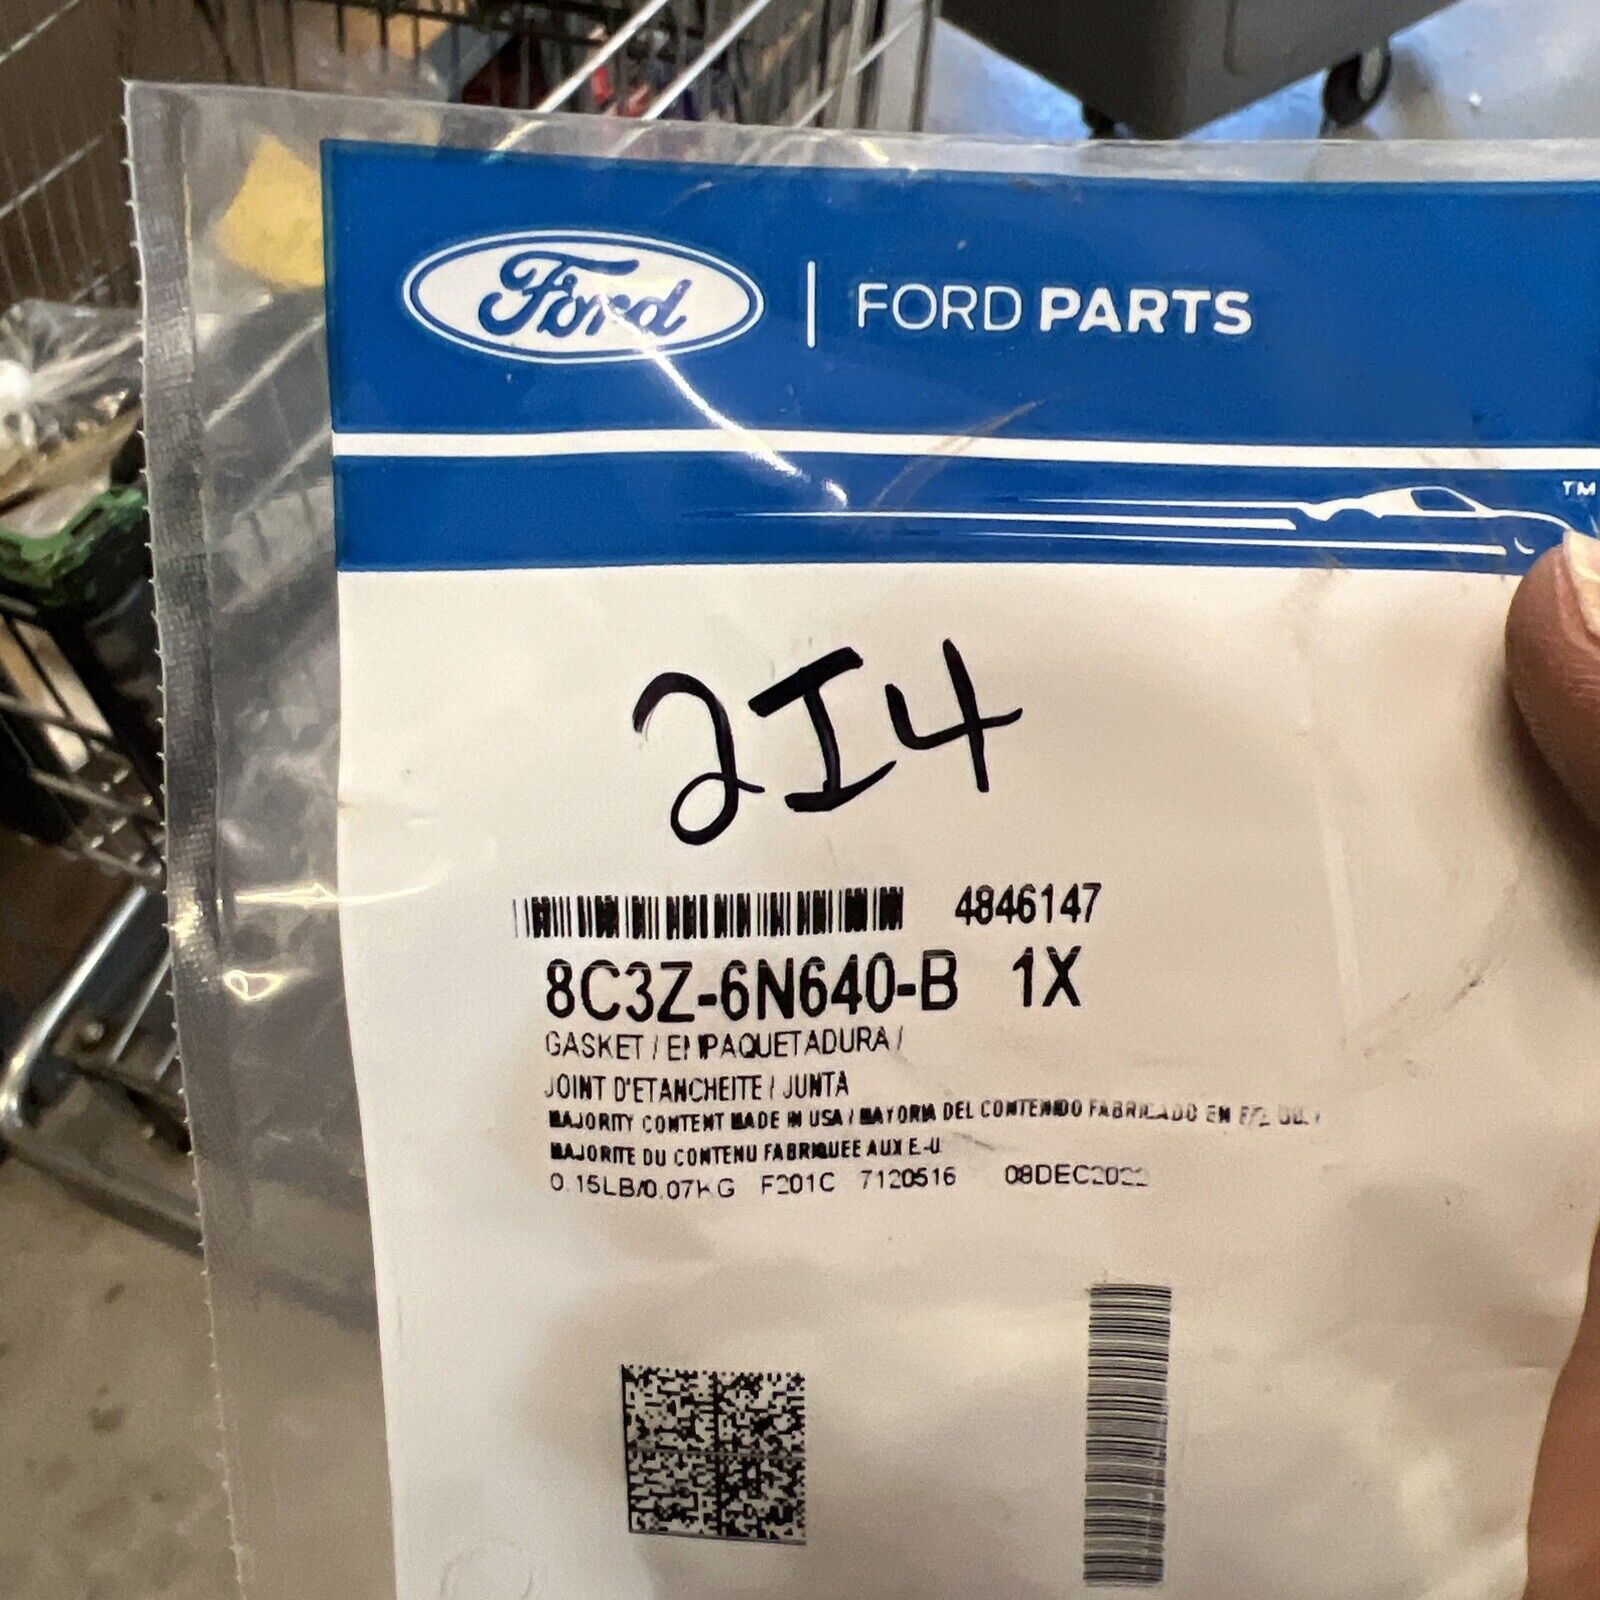 Ford | FORD PARTS
TM
2I4
4846147
8C3Z-6N640-B 1X
GASKET / EMPAQUETADURA /
JOINT D'ETANCHEITE / JUNTA
MAJORITY CONTENT MADE IN USA / MAYORIA DEL CONTENIDO FABRICADO EN
MAJORITE DU CONTENU FABRIQUEE AUX E.-U.
0.15LB/0.07KG F201C 7120516 08DEC2022